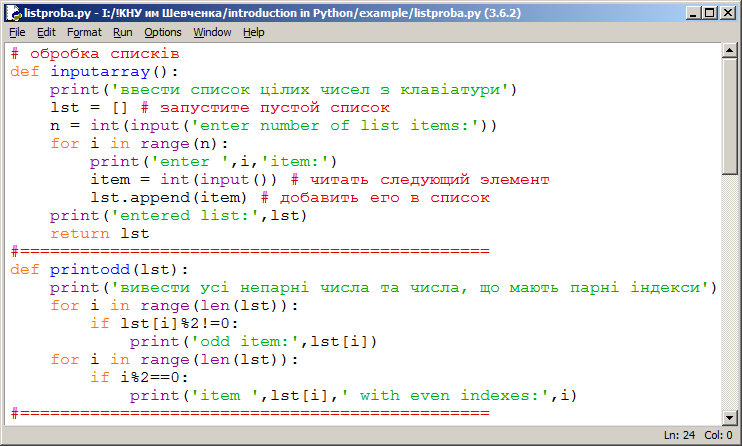 listproba.py - I:/!КНУ им Шевченка/introduction in Python/example/listproba.py (3.6.2)
File Edit Format Run Options Window Help
# обробка списків
def inputarray():
    print('ввести список цілих чисел з клавіатури')
    lst = [] # запустите пустой список
    n = int(input('enter number of list items:'))
    for i in range(n):
        print('enter ',i,'item:')
        item = int(input()) # читать следующий элемент
        lst.append(item) # добавить его в список
    print('entered list:',lst)
    return lst
#===============================================
def printodd(lst):
    print('вивести усі непарні числа та числа, що мають парні індекси')
    for i in range(len(lst)):
        if lst[i]%2!=0:
            print('odd item:',lst[i])
    for i in range(len(lst)):
        if i%2==0:
            print('item ',lst[i],' with even indexes:',i)
#===============================================
Ln: 24 Col: 0